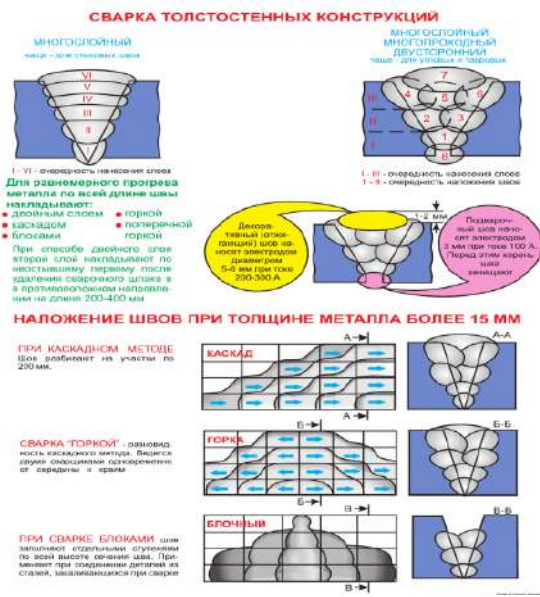 СВАРКА ТОЛСТОСТЕННЫХ КОНСТРУКЦИЙ
МНОГОСЛОЙНЫЙ
чаще - для стыковых швов
VI
V
IV
III
II
I
I - VI - очередность нанесения слоев
МНОГОСЛОЙНЫЙ
МНОГОПРОХОДНЫЙ
ДВУСТОРОННИЙ
чаще - для угловых и тавровых
7
4 5 6
2 3
1
8
III
II
I
I - III - очередность нанесения слоев
1 - 8 - очередность наложения швов
Для равномерного прогрева
металла по всей длине швы
накладывают:
● двойным слоем ● горкой
● каскадом ● поперечной
● блоками горкой
При способе двойного слоя
второй слой накладывают по
неостывшему первому после
удаления сварочного шлака в
в противоположном направле-
нии на длине 200-400 мм
Декора-
тивный (отжи-
гающий) шов на-
носят электродом
диаметром
5-6 мм при токе
200-300 А.
1-2 мм
Подвароч-
ный шов нано-
сят электродом
3 мм при токе 100 А.
Перед этим корень
шва
зачищают
НАЛОЖЕНИЕ ШВОВ ПРИ ТОЛЩИНЕ МЕТАЛЛА БОЛЕЕ 15 ММ
ПРИ КАСКАДНОМ МЕТОДЕ
Шов разбивают на участки по
200 мм.
КАСКАД
А
А
А-А
СВАРКА "ГОРКОЙ" - разновид-
ность каскадного метода. Ведется
двумя сварщиками одновременно
от середины к краям
ГОРКА
Б
Б
Б-Б
ПРИ СВАРКЕ БЛОКАМИ шов
заполняют отдельными ступенями
по всей высоте сечения шва. При-
меняют при соединении деталей из
сталей, закаливающихся при сварке
БЛОЧНЫЙ
В
В
В-В